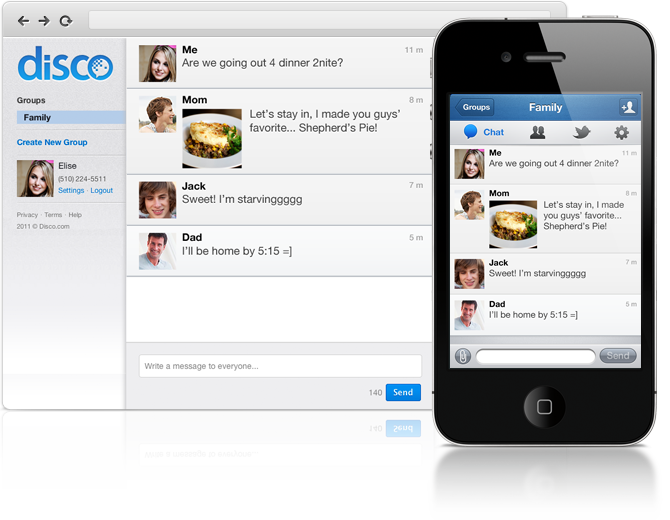 disco
Groups
Family
Create New Group
Elise
(510) 224-5511
Settings · Logout
Privacy · Terms · Help
2011 © Disco.com
Me
11 m
Are we going out 4 dinner 2nite?
Mom
8 m
Let's stay in, I made you guys'
favorite... Shepherd's Pie!
Jack
7 m
Sweet! I'm starvinggggg
Dad
5 m
I'll be home by 5:15 =]
Write a message to everyone...
140
Send
Groups
Family
Chat
Me
11 m
Are we going out 4 dinner 2nite?
Mom
8 m
Let's stay in, I made
you guys' favorite...
Shepherd's Pie!
Jack
7 m
Sweet! I'm starvinggggg
Dad
5 m
I'll be home by 5:15 =]
Send